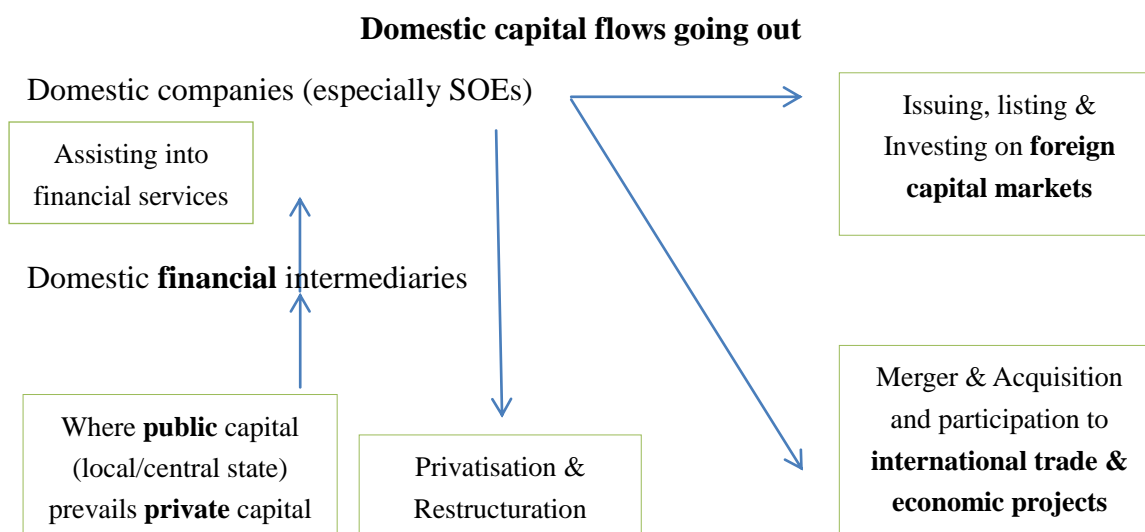 Domestic capital flows going out
Domestic companies (especially SOEs)
Issuing, listing &
Investing on foreign
capital markets
Assisting into
financial services
Domestic financial intermediaries
Where public capital
(local/central state)
prevails private capital
Privatisation &
Restructuration
Merger & Acquisition
and participation to
international trade &
economic projects